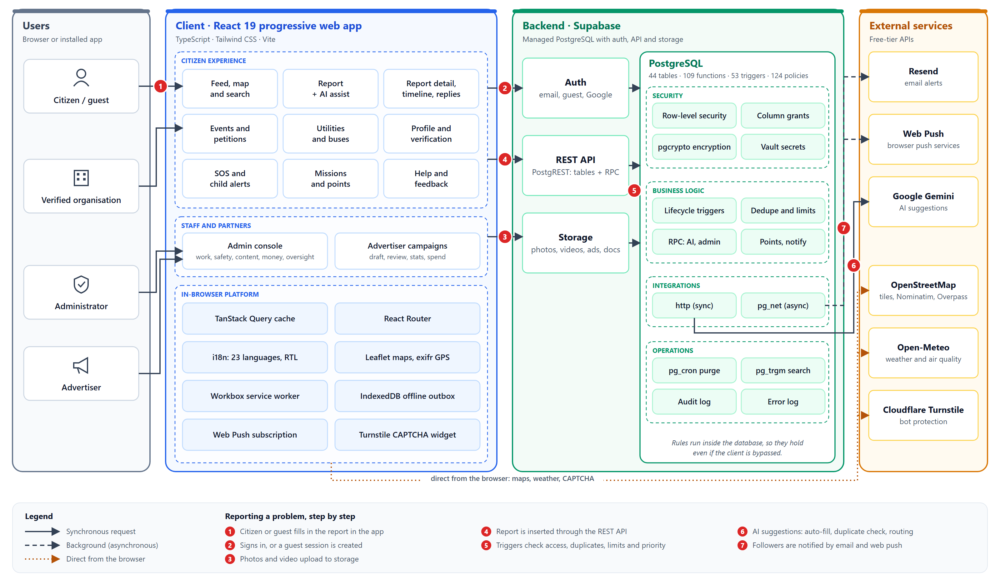 Users
Browser or installed app
Citizen / guest
Verified organisation
Administrator
Advertiser
1
Client · React 19 progressive web app
TypeScript · Tailwind CSS · Vite
CITIZEN EXPERIENCE
Feed, map
and search
Report
+ AI assist
Report detail,
timeline, replies
Events and
petitions
Utilities
and buses
Profile and
verification
SOS and
child alerts
Missions
and points
Help and
feedback
STAFF AND PARTNERS
Admin console
work, safety, content, money, oversight
Advertiser campaigns
draft, review, stats, spend
IN-BROWSER PLATFORM
TanStack Query cache
React Router
i18n: 23 languages, RTL
Leaflet maps, exifr GPS
Workbox service worker
IndexedDB offline outbox
Web Push subscription
Turnstile CAPTCHA widget
2
4
3
Backend · Supabase
Managed PostgreSQL with auth, API and storage
Auth
email, guest, Google
REST API
PostgREST: tables + RPC
Storage
photos, videos, ads, docs
5
PostgreSQL
44 tables · 109 functions · 53 triggers · 124 policies
SECURITY
Row-level security
Column grants
pgcrypto encryption
Vault secrets
BUSINESS LOGIC
Lifecycle triggers
Dedupe and limits
RPC: AI, admin
Points, notify
INTEGRATIONS
http (sync)
pg_net (async)
OPERATIONS
pg_cron purge
pg_trgm search
Audit log
Error log
Rules run inside the database, so they hold
even if the client is bypassed.
7
6
External services
Free-tier APIs
Resend
email alerts
Web Push
browser push services
Google Gemini
AI suggestions
OpenStreetMap
tiles, Nominatim, Overpass
Open-Meteo
weather and air quality
Cloudflare Turnstile
bot protection
direct from the browser: maps, weather, CAPTCHA
Legend
Synchronous request
Background (asynchronous)
Direct from the browser
Reporting a problem, step by step
1 Citizen or guest fills in the report in the app
2 Signs in, or a guest session is created
3 Photos and video upload to storage
4 Report is inserted through the REST API
5 Triggers check access, duplicates, limits and priority
6 AI suggestions: auto-fill, duplicate check, routing
7 Followers are notified by email and web push